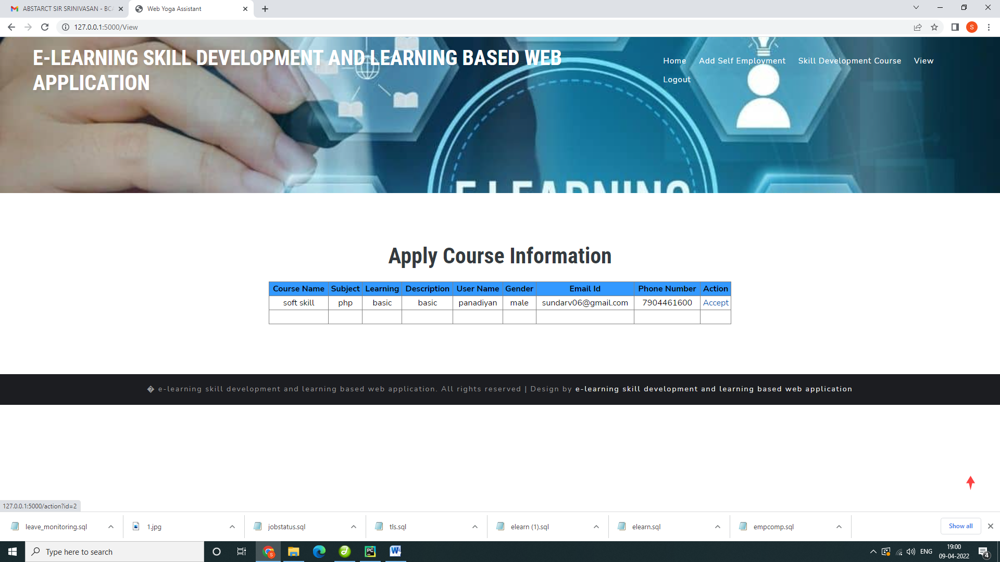 ABSTARCT SIR SRINIVASAN - BCA
Web Yoga Assistant
127.0.0.1:5000/View
S
E-LEARNING SKILL DEVELOPMENT AND LEARNING BASED WEB
APPLICATION
Home Add Self Employment Skill Development Course View
Logout
E LEARNING
Apply Course Information
Course Name Subject Learning Description User Name Gender Email Id Phone Number Action
soft skill php basic basic panadiyan male sundarv06@gmail.com 7904461600 Accept
� e-learning skill development and learning based web application. All rights reserved | Design by e-learning skill development and learning based web application
127.0.0.1:5000/action?id=2
leave_monitoring.sql 1.jpg jobstatus.sql tls.sql elearn (1).sql elearn.sql empcomp.sql Show all
Type here to search
S
PC
W
ENG
19:00
09-04-2022
4